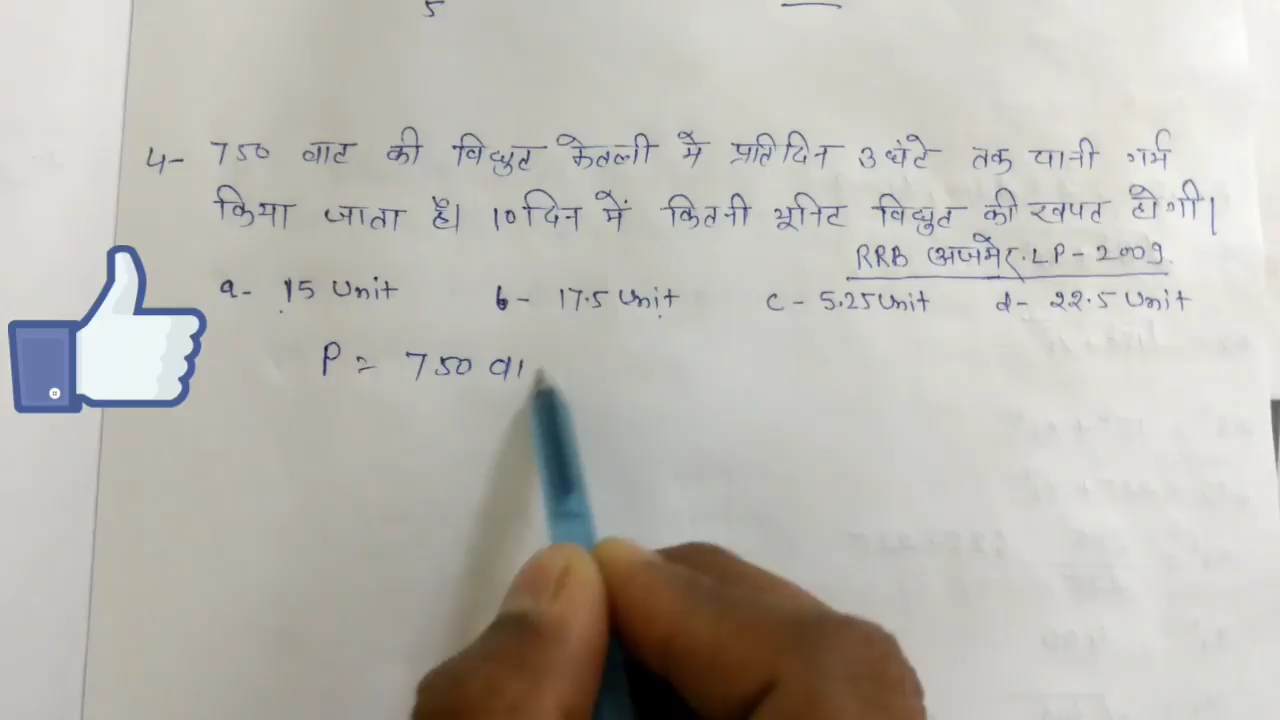 5
4- 750 वाट की विद्युत केतली में प्रतिदिन 3 घंटे तक पानी गर्म
किया जाता है। 10 दिन में कितनी यूनिट विद्युत की खपत होगी।
RRB अजमेर. LP - 2009.
a- 15 Unit b- 17.5 Unit c- 5.25 Unit d- 22.5 Unit
P = 750 वा